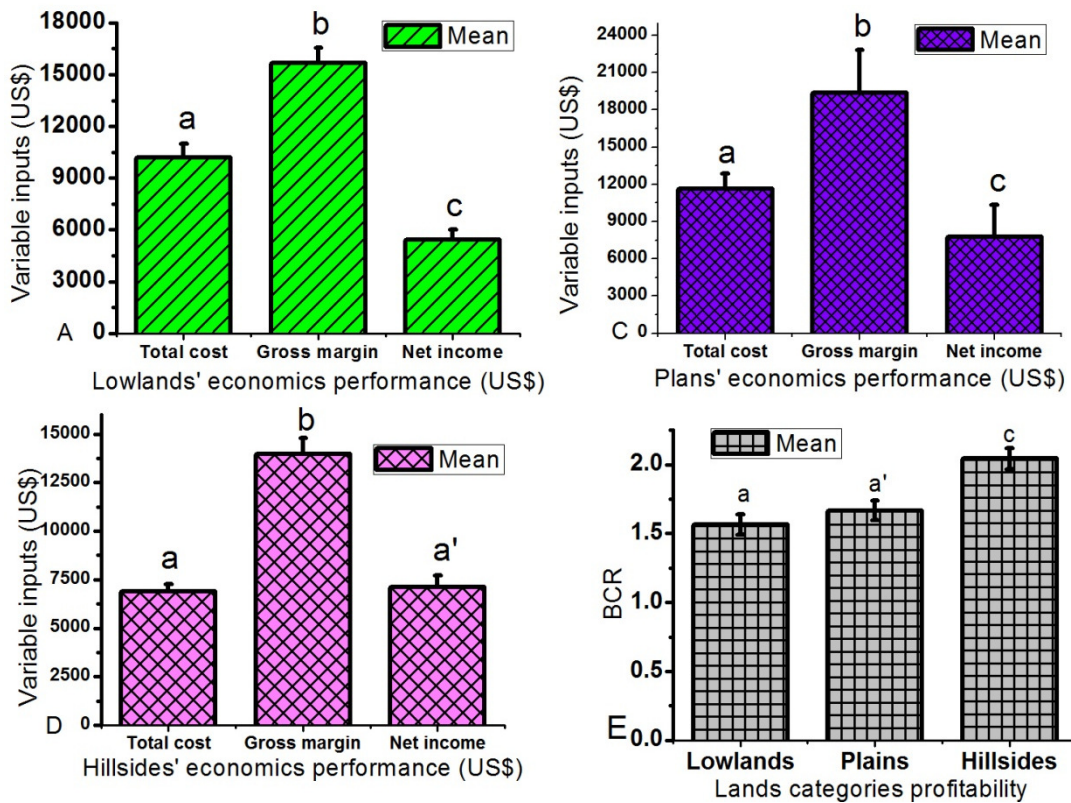 18000
15000
12000
9000
6000
3000
0
Variable inputs (US$)
Mean
a
b
c
A
Total cost
Gross margin
Net income
Lowlands' economics performance (US$)
24000
21000
18000
15000
12000
9000
6000
3000
0
Variable inputs (US$)
Mean
a
b
c
C
Total cost
Gross margin
Net income
Plans' economics performance (US$)
15000
12500
10000
7500
5000
2500
0
Variable inputs (US$)
Mean
a
b
a'
D
Total cost
Gross margin
Net income
Hillsides' economics performance (US$)
2.0
1.5
1.0
0.5
0.0
BCR
Mean
a
a'
c
E
Lowlands
Plains
Hillsides
Lands categories profitability